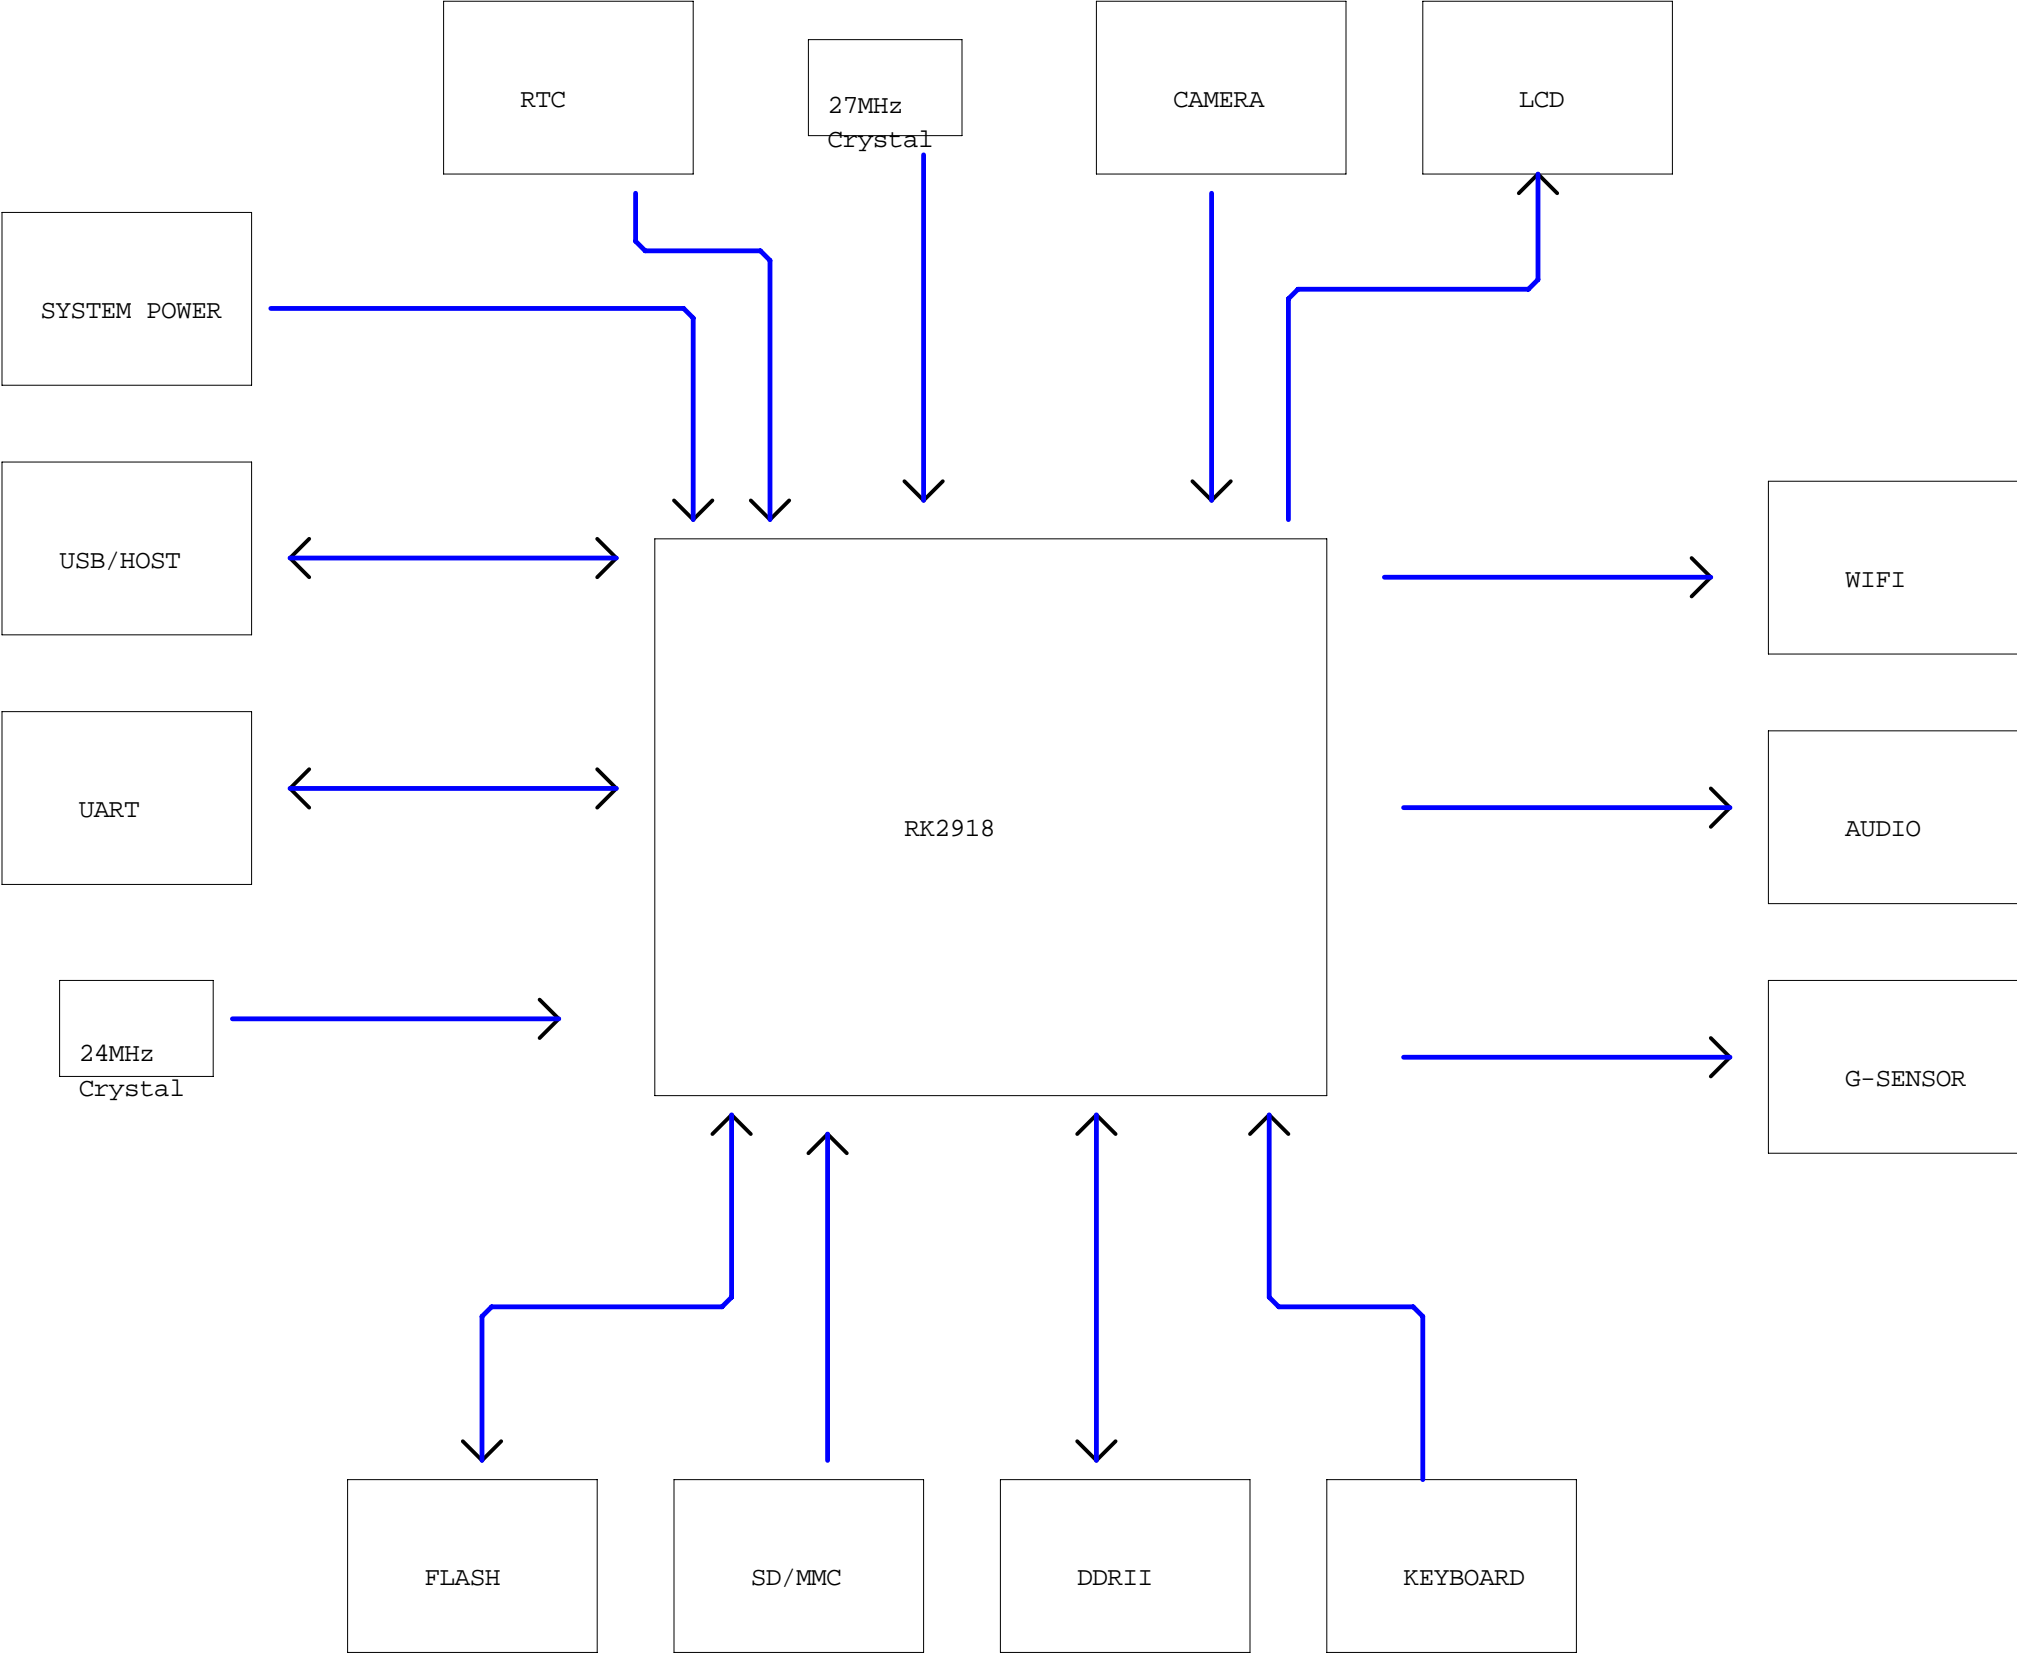 RTC
27MHz
Crystal
CAMERA
LCD
SYSTEM POWER
USB/HOST
WIFI
UART
RK2918
AUDIO
24MHz
Crystal
G-SENSOR
FLASH
SD/MMC
DDRII
KEYBOARD